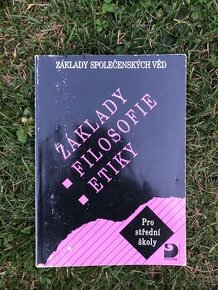 ZÁKLADY SPOLEČENSKÝCH VĚD
ZÁKLADY
FILOSOFIE
ETIKY
Pro
střední
školy